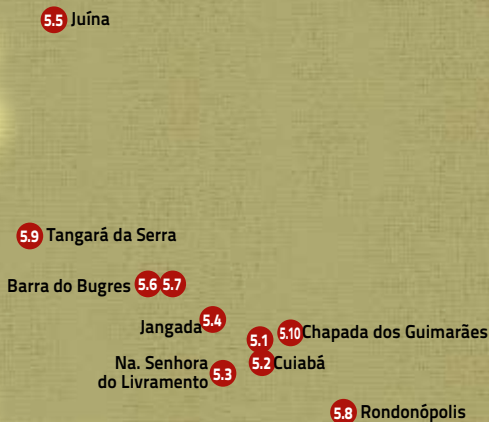 5.5 Juína
5.9 Tangará da Serra
Barra do Bugres 5.6 5.7
Jangada 5.4
5.1 5.10 Chapada dos Guimarães
Na. Senhora
do Livramento 5.3
5.2 Cuiabá
5.8 Rondonópolis